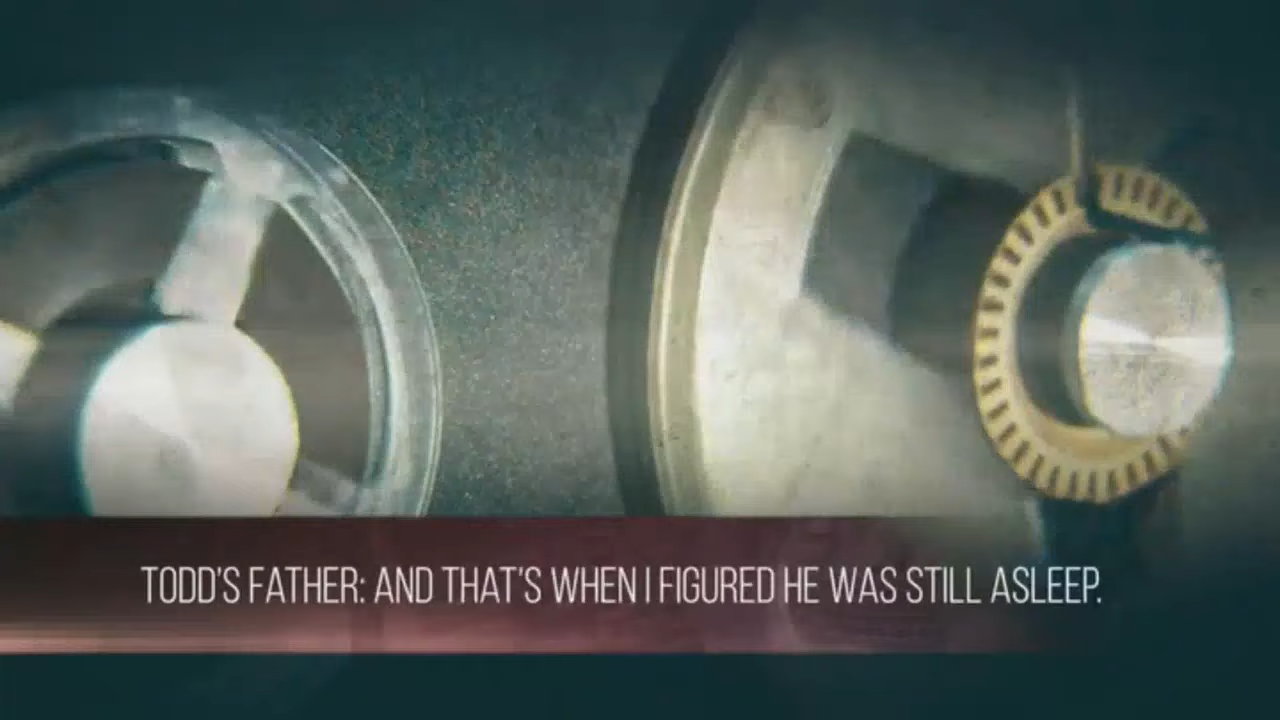 TODD'S FATHER: AND THAT'S WHEN I FIGURED HE WAS STILL ASLEEP.